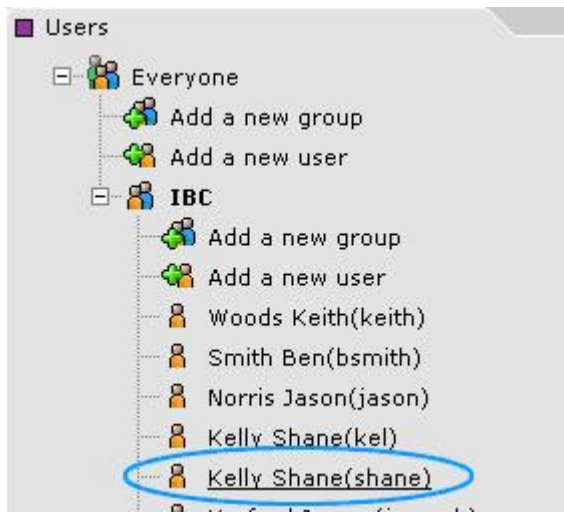 Users
Everyone
Add a new group
Add a new user
IBC
Add a new group
Add a new user
Woods Keith(keith)
Smith Ben(bsmith)
Norris Jason(jason)
Kelly Shane(kel)
Kelly Shane(shane)